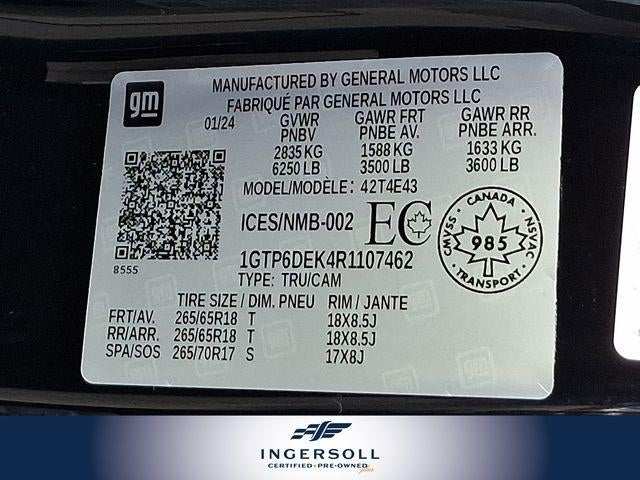 gm
MANUFACTURED BY GENERAL MOTORS LLC
FABRIQUÉ PAR GENERAL MOTORS LLC
01/24 GVWR GAWR FRT GAWR RR
PNBV PNBE AV. PNBE ARR.
2835 KG 1588 KG 1633 KG
6250 LB 3500 LB 3600 LB
MODEL/MODÈLE: 42T4E43
ICES/NMB-002 EC
CANADA
CMVSS 985 NSVAC
TRANSPORT
8555
1GTP6DEK4R1107462
TYPE: TRU/CAM
TIRE SIZE / DIM. PNEU RIM / JANTE
FRT/AV. 265/65R18 T 18X8.5J
RR/ARR. 265/65R18 T 18X8.5J
SPA/SOS 265/70R17 S 17X8J
INGERSOLL
CERTIFIED • PRE-OWNED plus